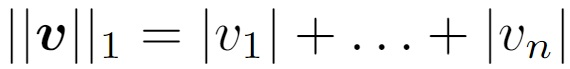 ||𝒗||₁ = |v₁| + … + |vₙ|